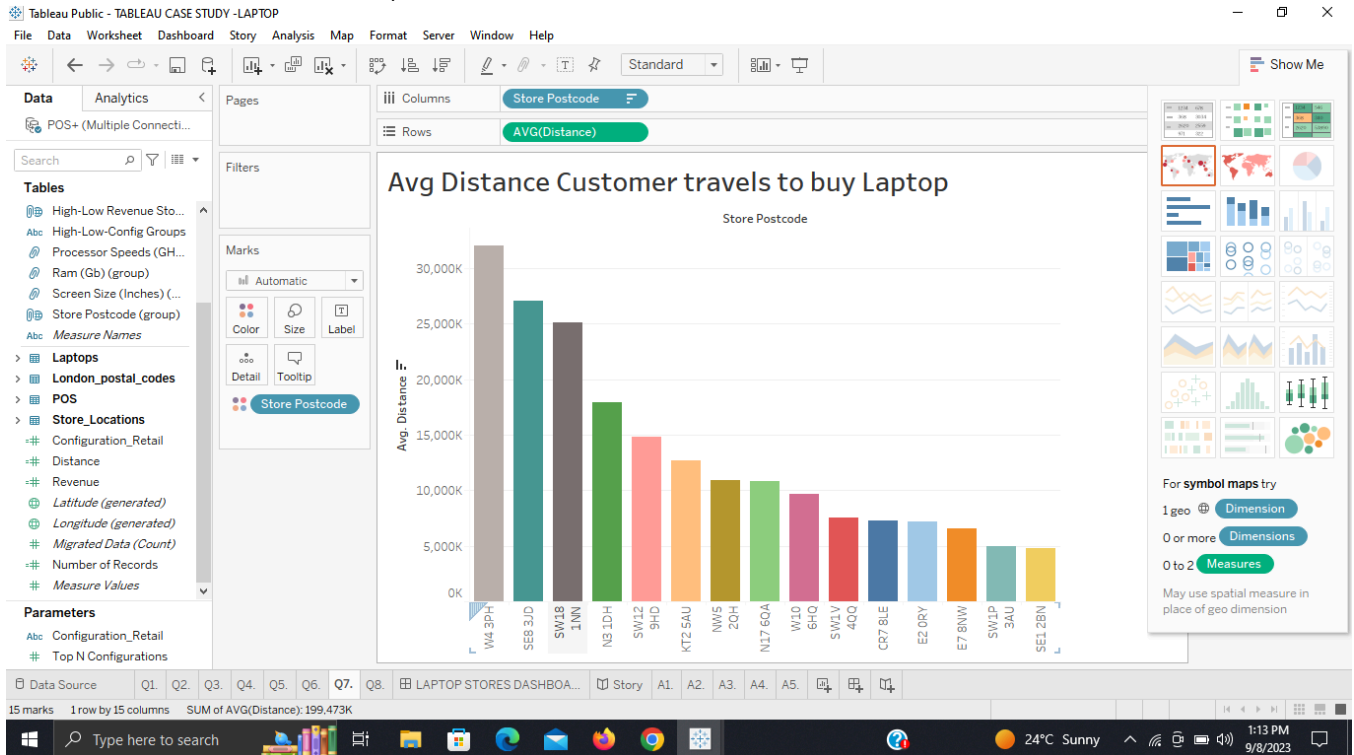 Tableau Public - TABLEAU CASE STUDY -LAPTOP
File Data Worksheet Dashboard Story Analysis Map Format Server Window Help
Standard
Show Me
Data Analytics
POS+ (Multiple Connecti...
Search
Tables
High-Low Revenue Sto...
Abc High-Low-Config Groups
Processor Speeds (GH...
Ram (Gb) (group)
Screen Size (Inches) (...
Store Postcode (group)
Abc Measure Names
Laptops
London_postal_codes
POS
Store_Locations
Configuration_Retail
Distance
Revenue
Latitude (generated)
Longitude (generated)
Migrated Data (Count)
Number of Records
Measure Values
Parameters
Abc Configuration_Retail
# Top N Configurations
Pages
Filters
Marks
Automatic
Color Size Label
Detail Tooltip
Store Postcode
Columns Store Postcode
Rows AVG(Distance)
Avg Distance Customer travels to buy Laptop
Store Postcode
Avg. Distance
30,000K
25,000K
20,000K
15,000K
10,000K
5,000K
0K
W4 3PH
SE8 3JD
SW18 1NN
N3 1DH
SW12 9HD
KT2 5AU
NW5 2QH
N17 6QA
W10 6HQ
SW1V 4QQ
CR7 8LE
E2 0RY
E7 8NW
SW1P 3AU
SE1 2BN
For symbol maps try
1 geo Dimension
0 or more Dimensions
0 to 2 Measures
May use spatial measure in
place of geo dimension
Data Source Q1. Q2. Q3. Q4. Q5. Q6. Q7. Q8. LAPTOP STORES DASHBOA... Story A1. A2. A3. A4. A5.
15 marks 1 row by 15 columns SUM of AVG(Distance): 199,473K
Type here to search
24°C Sunny
1:13 PM
9/8/2023